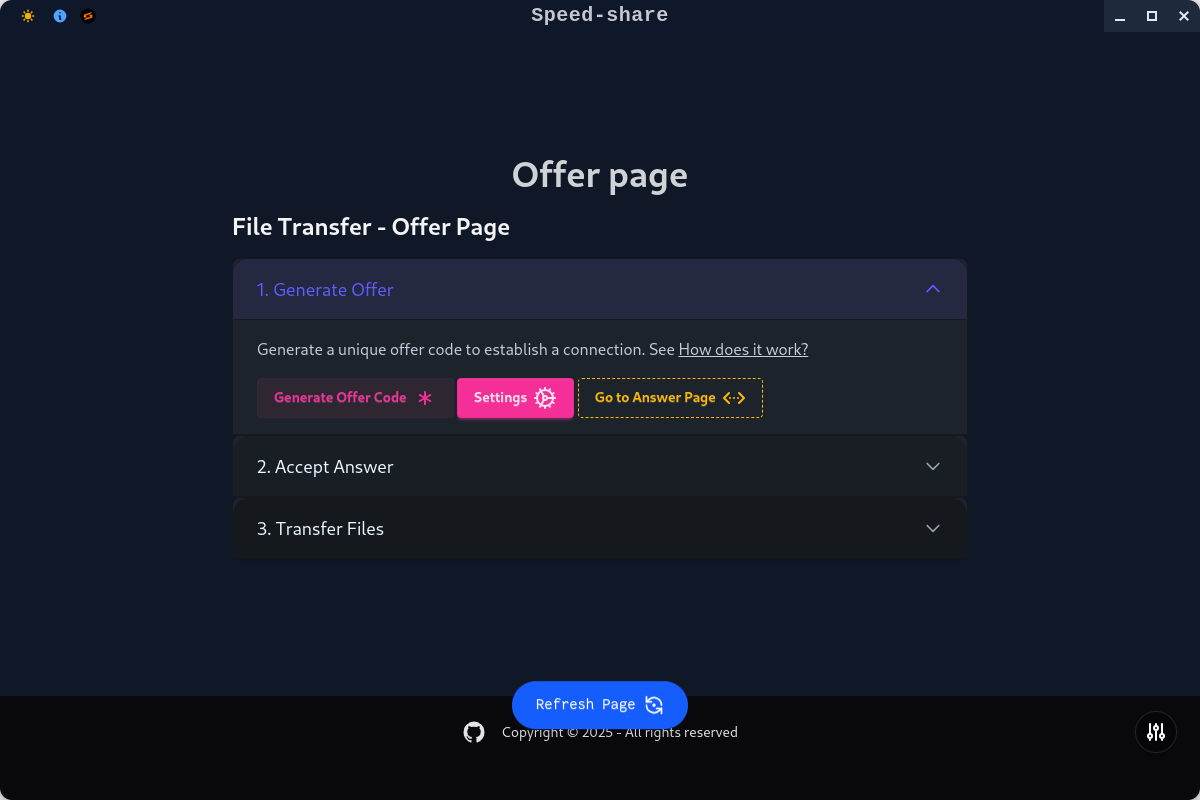 Speed-share
Offer page
File Transfer - Offer Page
1. Generate Offer
Generate a unique offer code to establish a connection. See How does it work?
Generate Offer Code
Settings
Go to Answer Page
2. Accept Answer
3. Transfer Files
Refresh Page
Copyright © 2025 - All rights reserved